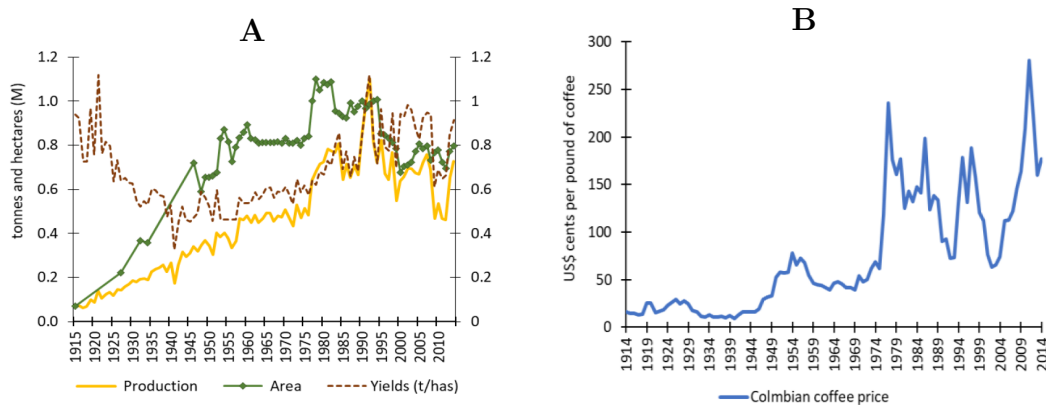 A
tonnes and hectares (M)
1.2 1.2
1.0 1
0.8 0.8
0.6 0.6
0.4 0.4
0.2 0.2
0.0 0
1915 1920 1925 1930 1935 1940 1945 1950 1955 1960 1965 1970 1975 1980 1985 1990 1995 2000 2005 2010
Production Area Yields (t/has)
B
US$ cents per pound of coffee
300
250
200
150
100
50
0
1914 1919 1924 1929 1934 1939 1944 1949 1954 1959 1964 1969 1974 1979 1984 1989 1994 1999 2004 2009 2014
Colmbian coffee price